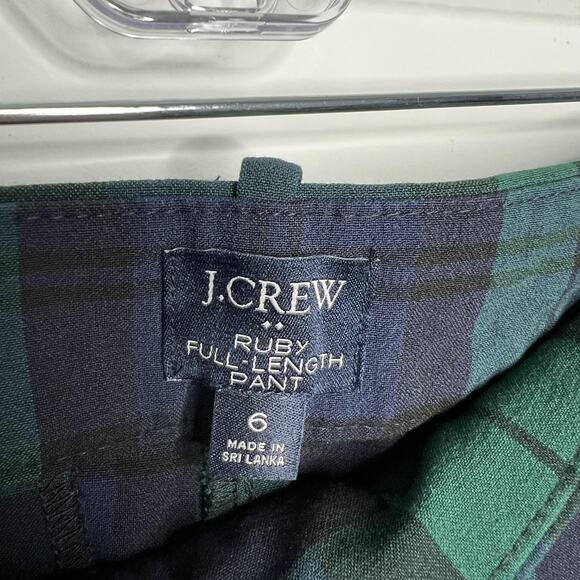 J.CREW
RUBY
FULL-LENGTH
PANT
6
MADE IN
SRI LANKA